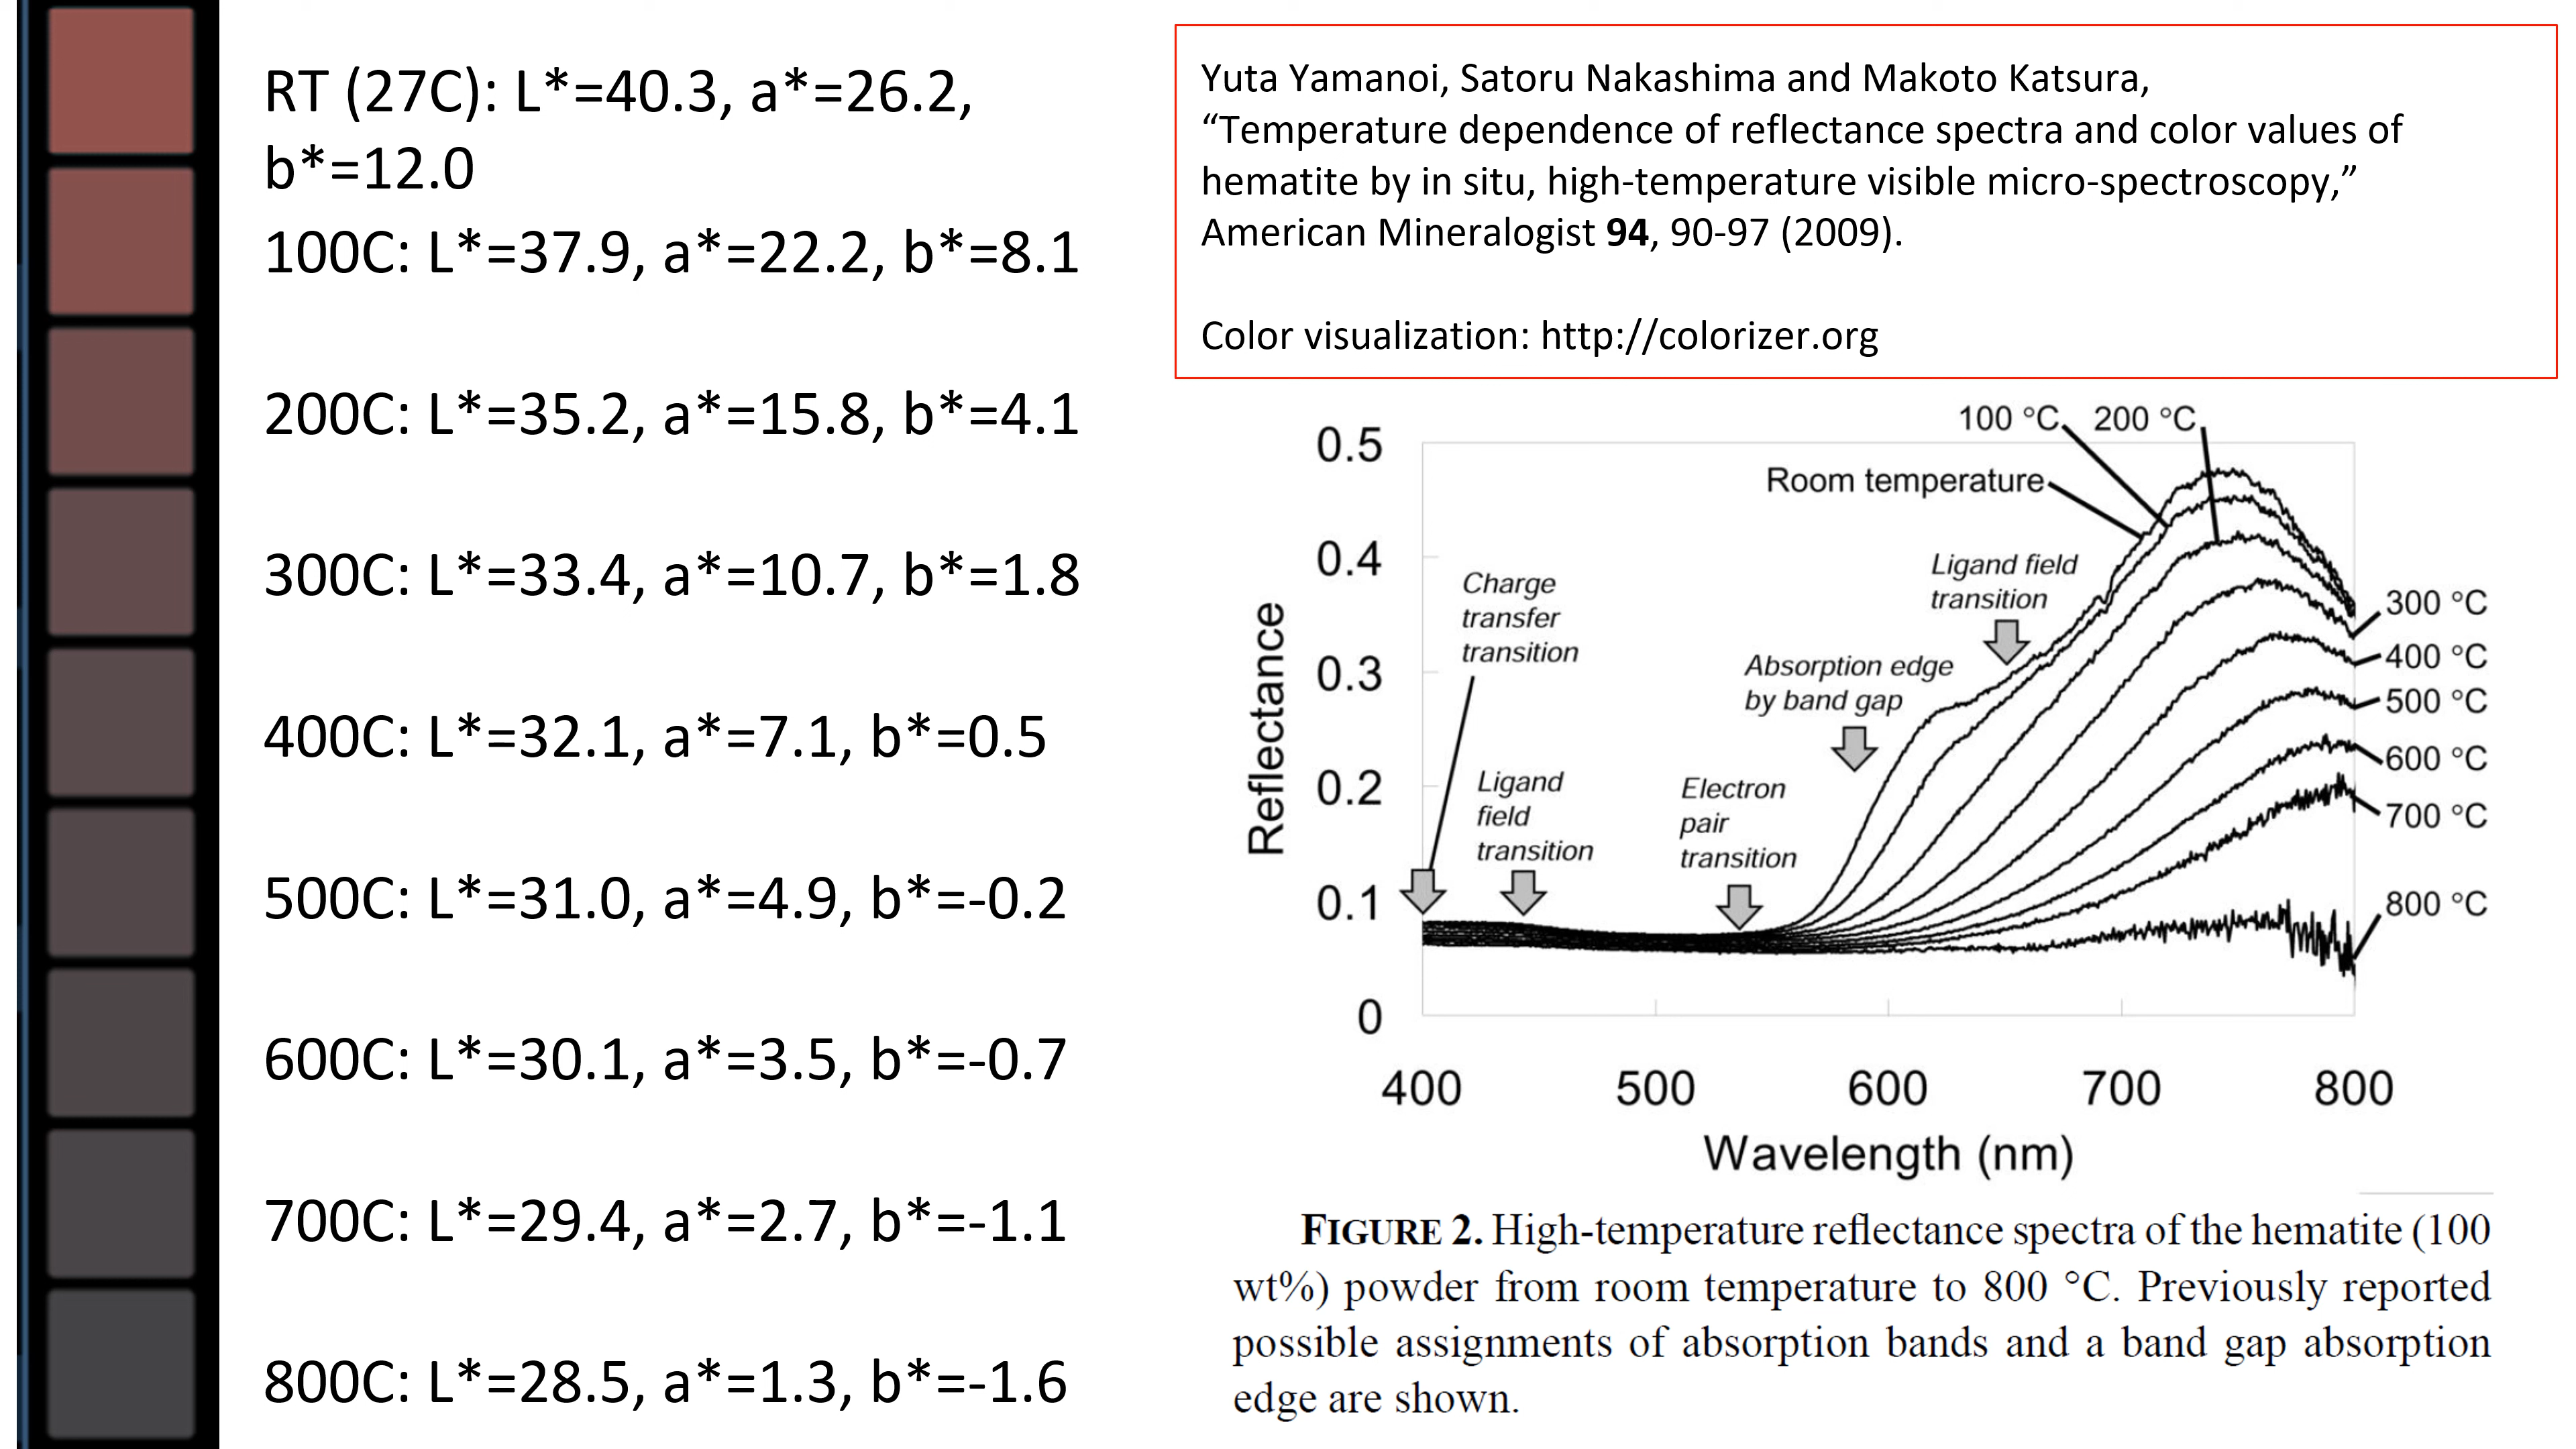 RT (27C): L*=40.3, a*=26.2,
b*=12.0
100C: L*=37.9, a*=22.2, b*=8.1
200C: L*=35.2, a*=15.8, b*=4.1
300C: L*=33.4, a*=10.7, b*=1.8
400C: L*=32.1, a*=7.1, b*=0.5
500C: L*=31.0, a*=4.9, b*=-0.2
600C: L*=30.1, a*=3.5, b*=-0.7
700C: L*=29.4, a*=2.7, b*=-1.1
800C: L*=28.5, a*=1.3, b*=-1.6
Yuta Yamanoi, Satoru Nakashima and Makoto Katsura,
“Temperature dependence of reflectance spectra and color values of
hematite by in situ, high-temperature visible micro-spectroscopy,”
American Mineralogist 94, 90-97 (2009).
Color visualization: http://colorizer.org
100 °C 200 °C
Room temperature
0.5
0.4
0.3
0.2
0.1
0
Reflectance
Charge
transfer
transition
Ligand
field
transition
Electron
pair
transition
Absorption edge
by band gap
Ligand field
transition
300 °C
400 °C
500 °C
600 °C
700 °C
800 °C
400 500 600 700 800
Wavelength (nm)
FIGURE 2. High-temperature reflectance spectra of the hematite (100
wt%) powder from room temperature to 800 °C. Previously reported
possible assignments of absorption bands and a band gap absorption
edge are shown.